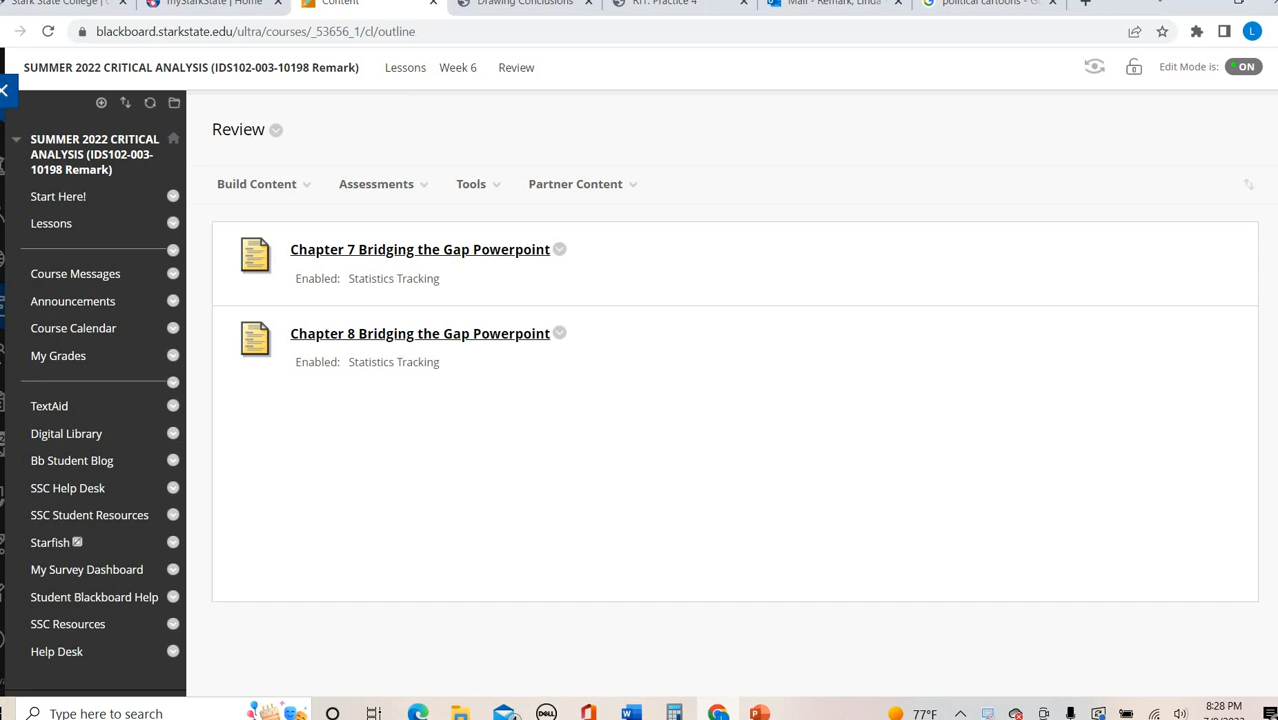 Stark State College (
myStarkState | Home
Content
Drawing Conclusions
KIT: Practice 4
Mail - Remark, Linda
political cartoons - G
blackboard.starkstate.edu/ultra/courses/_53656_1/cl/outline
L
SUMMER 2022 CRITICAL ANALYSIS (IDS102-003-10198 Remark)
Lessons
Week 6
Review
Edit Mode is:
ON
SUMMER 2022 CRITICAL
ANALYSIS (IDS102-003-
10198 Remark)
Start Here!
Lessons
Course Messages
Announcements
Course Calendar
My Grades
TextAid
Digital Library
Bb Student Blog
SSC Help Desk
SSC Student Resources
Starfish
My Survey Dashboard
Student Blackboard Help
SSC Resources
Help Desk
Review
Build Content
Assessments
Tools
Partner Content
Chapter 7 Bridging the Gap Powerpoint
Enabled: Statistics Tracking
Chapter 8 Bridging the Gap Powerpoint
Enabled: Statistics Tracking
Type here to search
DELL
77°F
8:28 PM